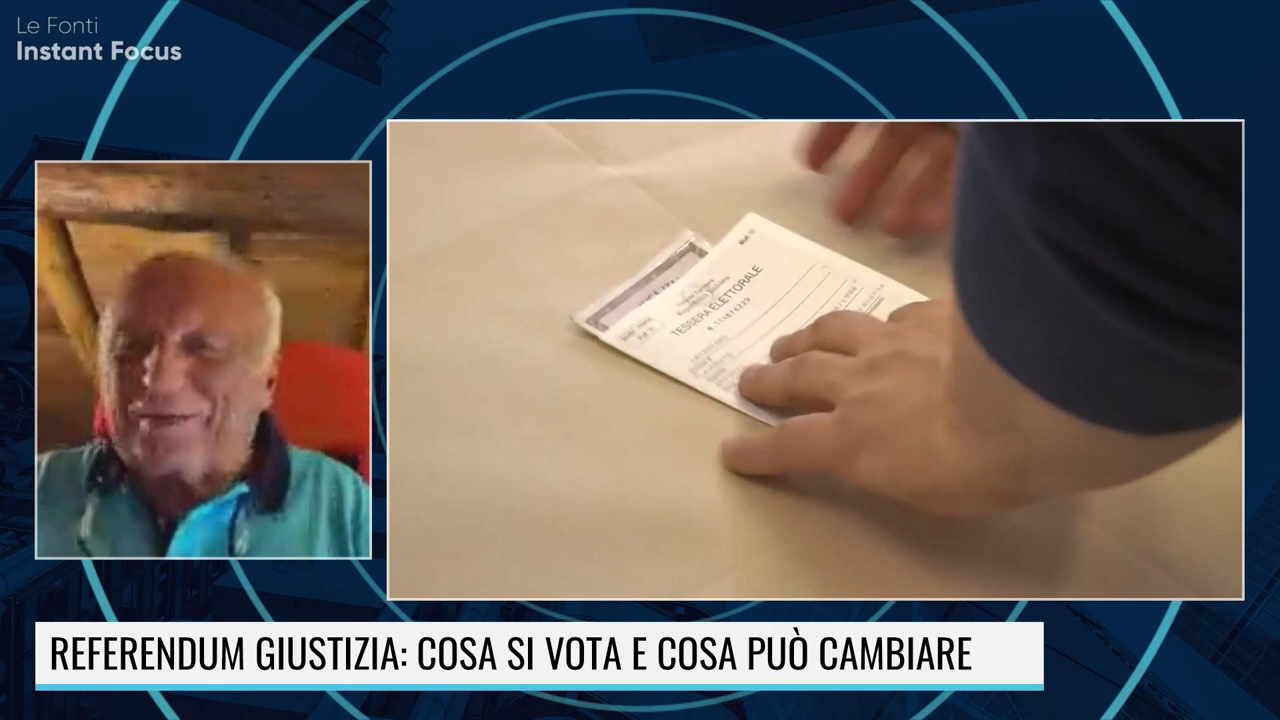 Le Fonti
Instant Focus
TESSERA ELETTORALE
REFERENDUM GIUSTIZIA: COSA SI VOTA E COSA PUÒ CAMBIARE